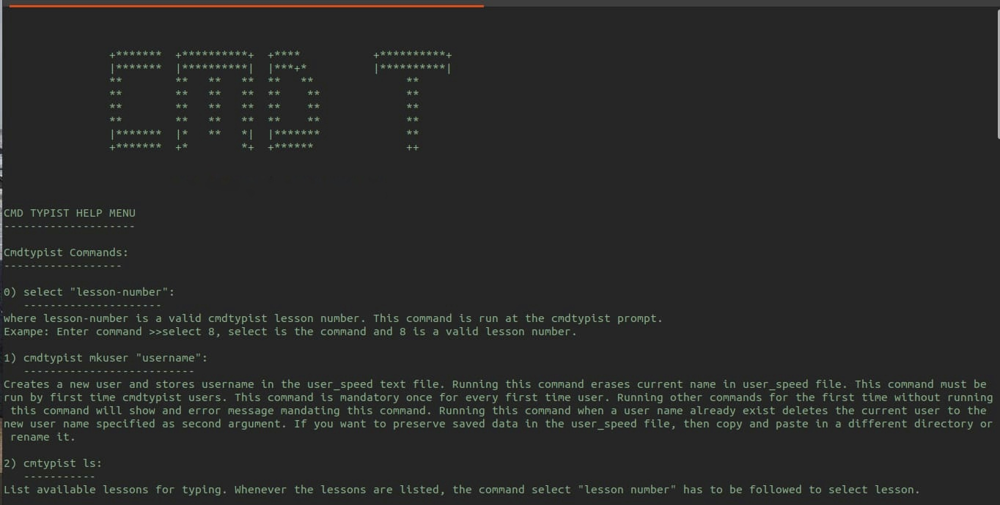 CMD T
CMD TYPIST HELP MENU
--------------------
Cmdtypist Commands:
------------------
0) select "lesson-number":
---------------------
where lesson-number is a valid cmdtypist lesson number. This command is run at the cmdtypist prompt.
Exampe: Enter command >>select 8, select is the command and 8 is a valid lesson number.
1) cmdtypist mkuser "username":
--------------------------
Creates a new user and stores username in the user_speed text file. Running this command erases current name in user_speed file. This command must be
run by first time cmdtypist users. This command is mandatory once for every first time user. Running other commands for the first time without running
this command will show and error message mandating this command. Running this command when a user name already exist deletes the current user to the
new user name specified as second argument. If you want to preserve saved data in the user_speed file, then copy and paste in a different directory or
rename it.
2) cmtypist ls:
-----------
List available lessons for typing. Whenever the lessons are listed, the command select "lesson number" has to be followed to select lesson.